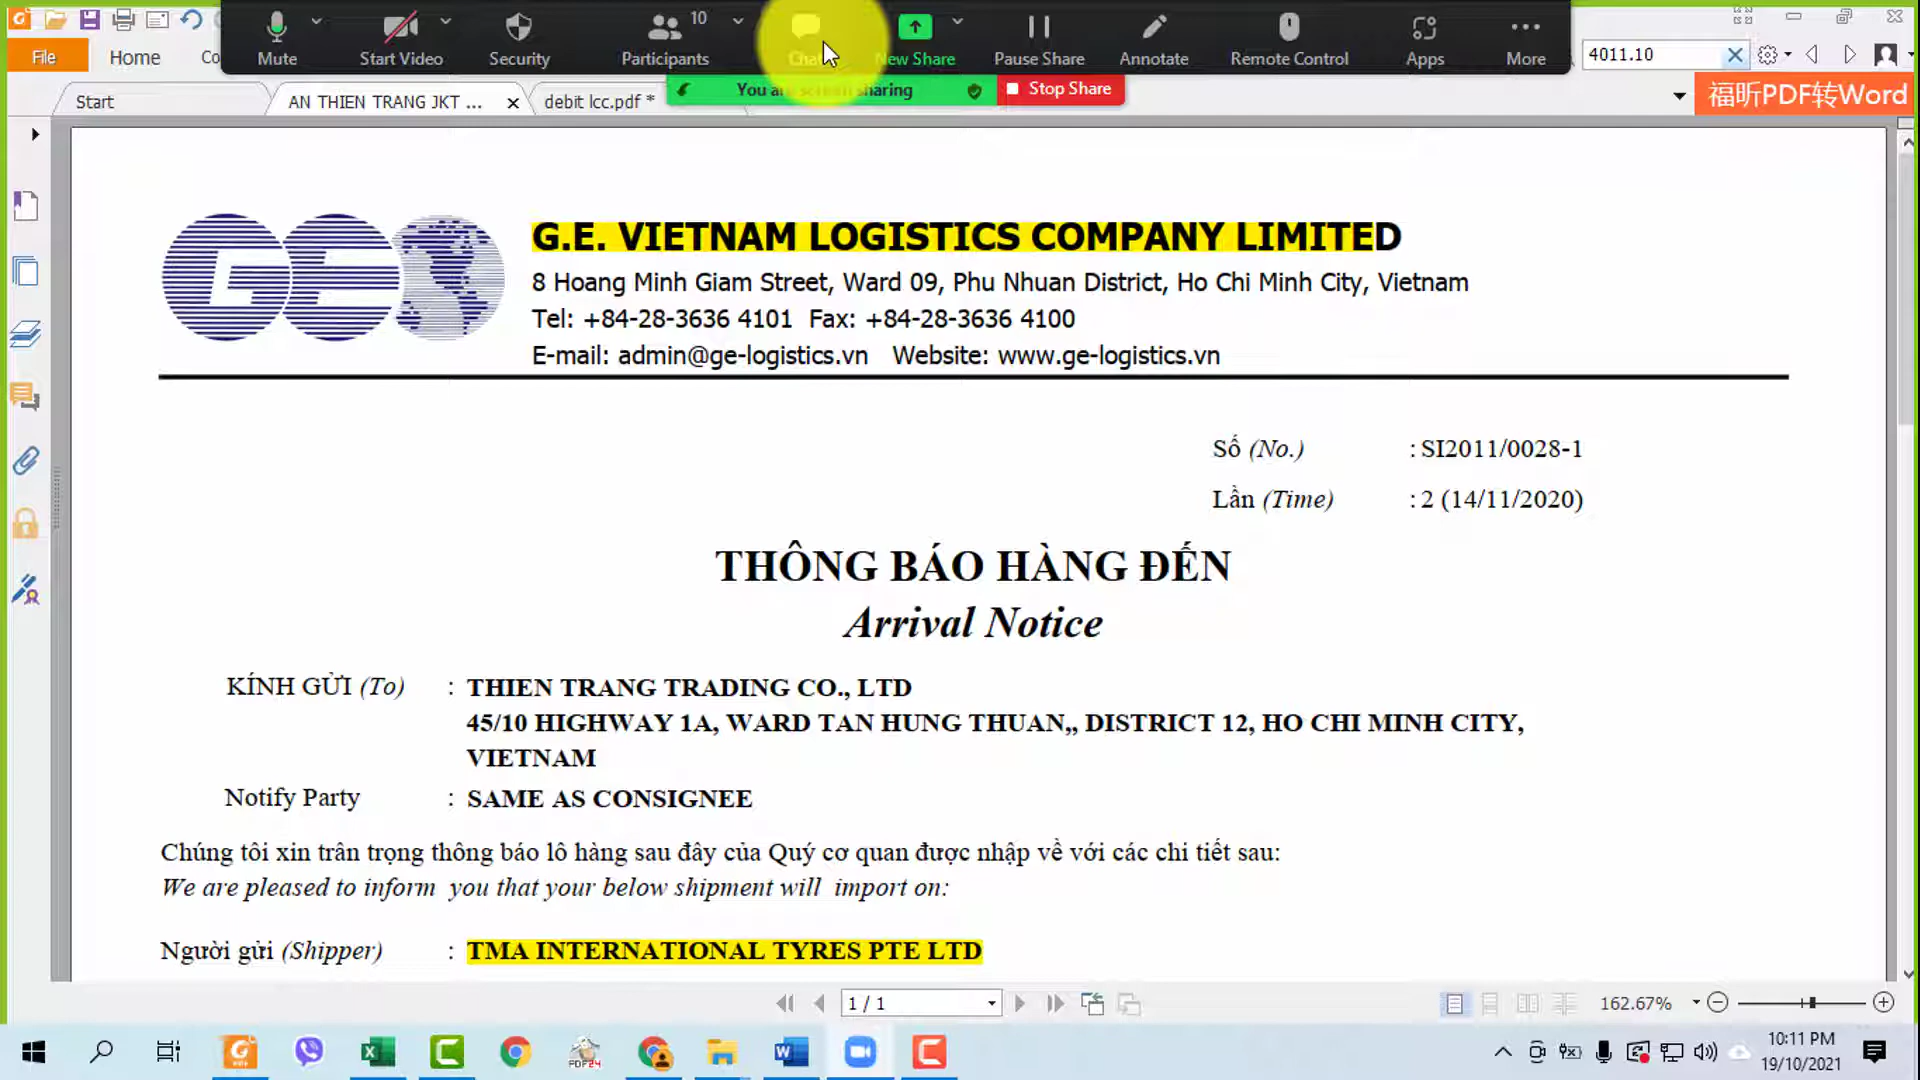 Mute
Start Video
Security
Participants
10
New Share
Pause Share
Annotate
Remote Control
Apps
More
File
Home
Co
4011.10
You are screen sharing
Stop Share
Start
AN THIEN TRANG JKT ...
debit lcc.pdf *
福昕PDF转Word
GE
G.E. VIETNAM LOGISTICS COMPANY LIMITED
8 Hoang Minh Giam Street, Ward 09, Phu Nhuan District, Ho Chi Minh City, Vietnam
Tel: +84-28-3636 4101 Fax: +84-28-3636 4100
E-mail: admin@ge-logistics.vn Website: www.ge-logistics.vn
Số (No.) : SI2011/0028-1
Lần (Time) : 2 (14/11/2020)
THÔNG BÁO HÀNG ĐẾN
Arrival Notice
KÍNH GỬI (To) : THIEN TRANG TRADING CO., LTD
45/10 HIGHWAY 1A, WARD TAN HUNG THUAN,, DISTRICT 12, HO CHI MINH CITY,
VIETNAM
Notify Party : SAME AS CONSIGNEE
Chúng tôi xin trân trọng thông báo lô hàng sau đây của Quý cơ quan được nhập về với các chi tiết sau:
We are pleased to inform you that your below shipment will import on:
Người gửi (Shipper) : TMA INTERNATIONAL TYRES PTE LTD
1 / 1
162.67%
PDF24
10:11 PM
19/10/2021